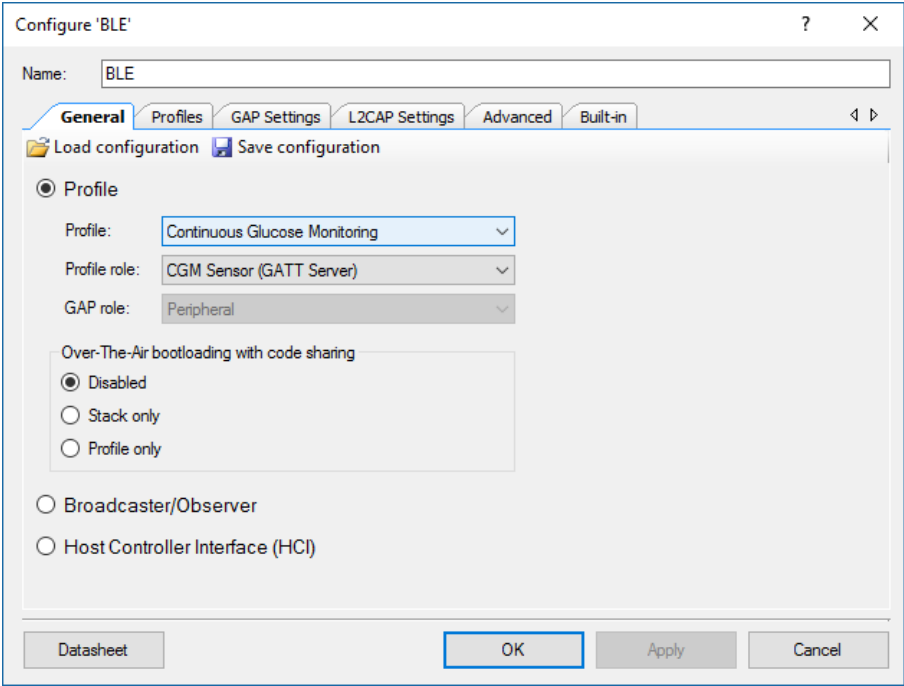 Configure 'BLE'
Name: BLE
General Profiles GAP Settings L2CAP Settings Advanced Built-in
Load configuration Save configuration
Profile
Profile: Continuous Glucose Monitoring
Profile role: CGM Sensor (GATT Server)
GAP role: Peripheral
Over-The-Air bootloading with code sharing
Disabled
Stack only
Profile only
Broadcaster/Observer
Host Controller Interface (HCI)
Datasheet OK Apply Cancel